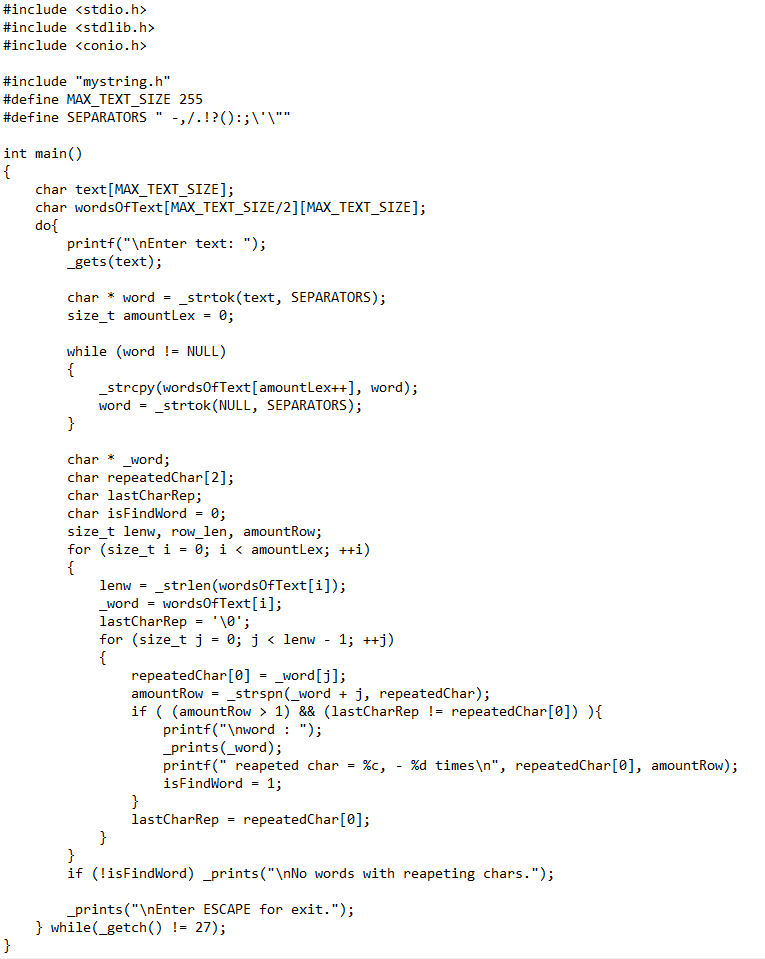 #include <stdio.h>
#include <stdlib.h>
#include <conio.h>

#include "mystring.h"
#define MAX_TEXT_SIZE 255
#define SEPARATORS " -,/.!?():;\'\""

int main()
{
    char text[MAX_TEXT_SIZE];
    char wordsOfText[MAX_TEXT_SIZE/2][MAX_TEXT_SIZE];
    do{
        printf("\nEnter text: ");
        _gets(text);

        char * word = _strtok(text, SEPARATORS);
        size_t amountLex = 0;

        while (word != NULL)
        {
            _strcpy(wordsOfText[amountLex++], word);
            word = _strtok(NULL, SEPARATORS);
        }

        char * _word;
        char repeatedChar[2];
        char lastCharRep;
        char isFindWord = 0;
        size_t lenw, row_len, amountRow;
        for (size_t i = 0; i < amountLex; ++i)
        {
            lenw = _strlen(wordsOfText[i]);
            _word = wordsOfText[i];
            lastCharRep = '\0';
            for (size_t j = 0; j < lenw - 1; ++j)
            {
                repeatedChar[0] = _word[j];
                amountRow = _strspn(_word + j, repeatedChar);
                if ( (amountRow > 1) && (lastCharRep != repeatedChar[0]) ){
                    printf("\nword : ");
                    _prints(_word);
                    printf(" reapeted char = %c, - %d times\n", repeatedChar[0], amountRow);
                    isFindWord = 1;
                }
                lastCharRep = repeatedChar[0];
            }
        }
        if (!isFindWord) _prints("\nNo words with reapeting chars.");

        _prints("\nEnter ESCAPE for exit.");
    } while(_getch() != 27);
}